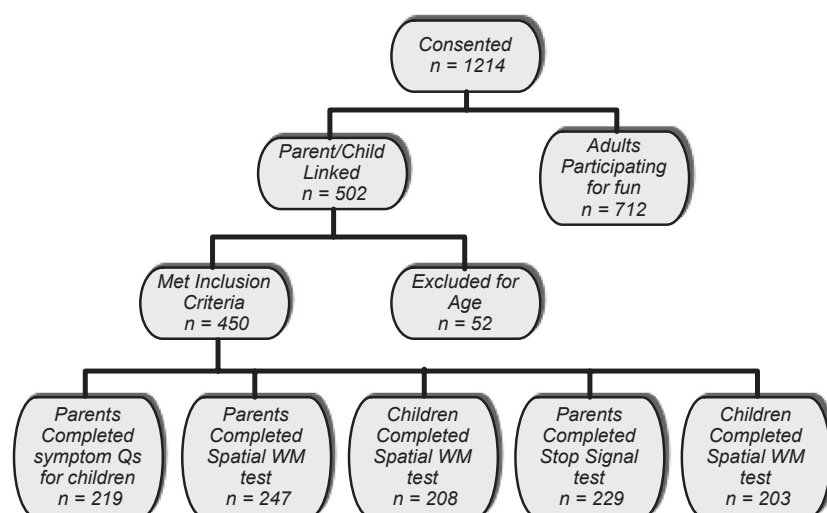 Consented
n = 1214
Parent/Child
Linked
n = 502
Adults
Participating
for fun
n = 712
Met Inclusion
Criteria
n = 450
Excluded for
Age
n = 52
Parents
Completed
symptom Qs
for children
n = 219
Parents
Completed
Spatial WM
test
n = 247
Children
Completed
Spatial WM
test
n = 208
Parents
Completed
Stop Signal
test
n = 229
Children
Completed
Spatial WM
test
n = 203